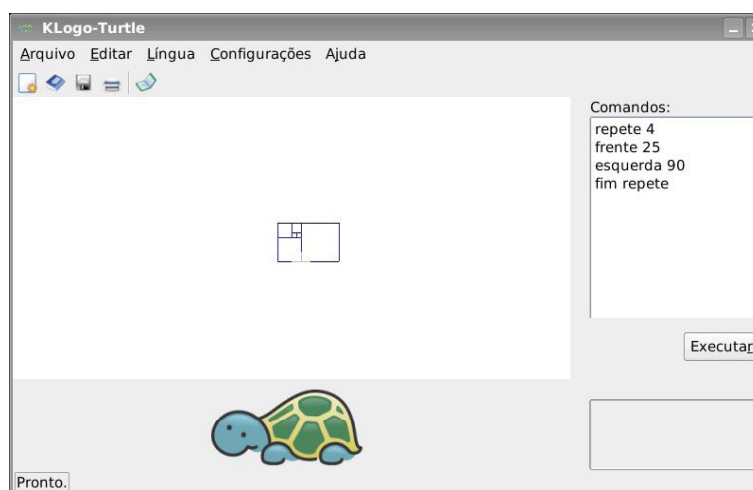 KLogo-Turtle
Arquivo Editar Língua Configurações Ajuda
Comandos:
repete 4
frente 25
esquerda 90
fim repete
Executar
Pronto.